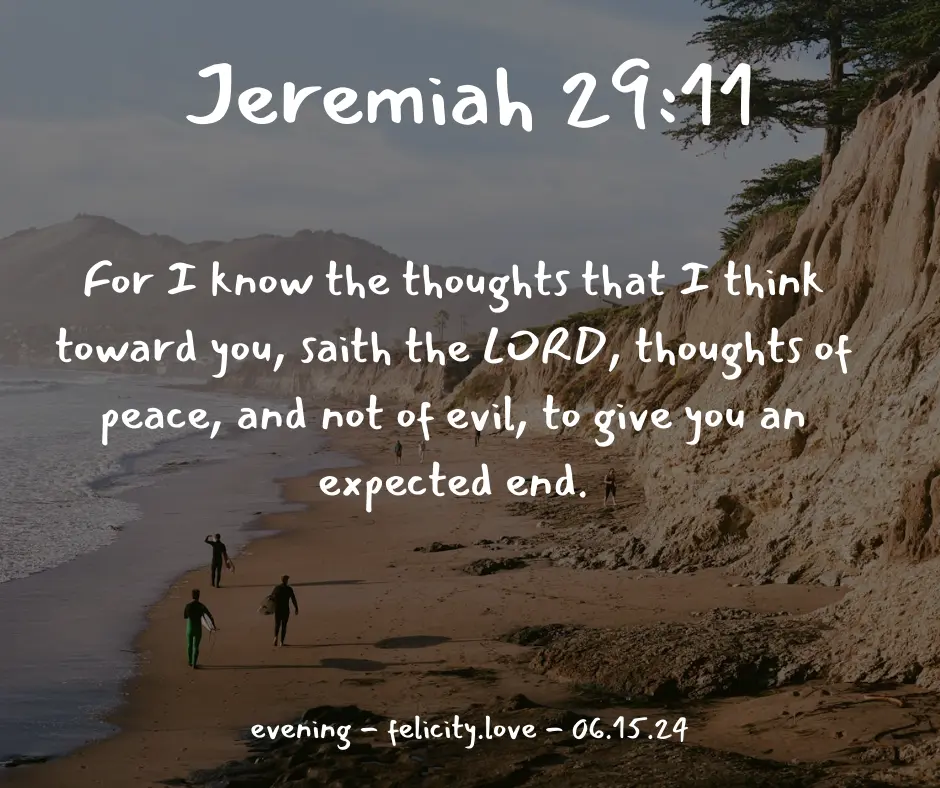 Jeremiah 29:11
For I know the thoughts that I think
toward you, saith the LORD, thoughts of
peace, and not of evil, to give you an
expected end.
evening - felicity.love - 06.15.24